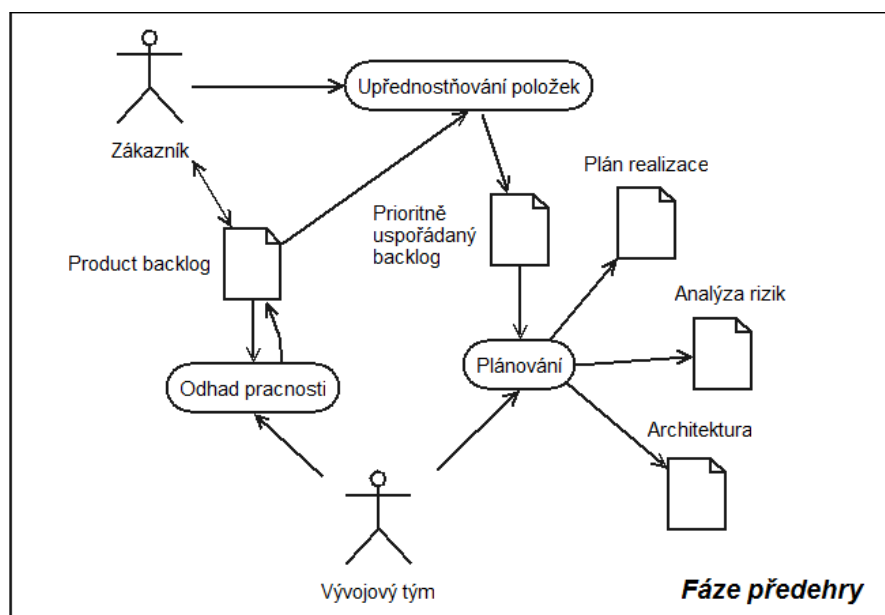 Upřednostňování položek
Zákazník
Plán realizace
Prioritně
uspořádaný
backlog
Product backlog
Analýza rizik
Plánování
Odhad pracnosti
Architektura
Vývojový tým
Fáze předehry